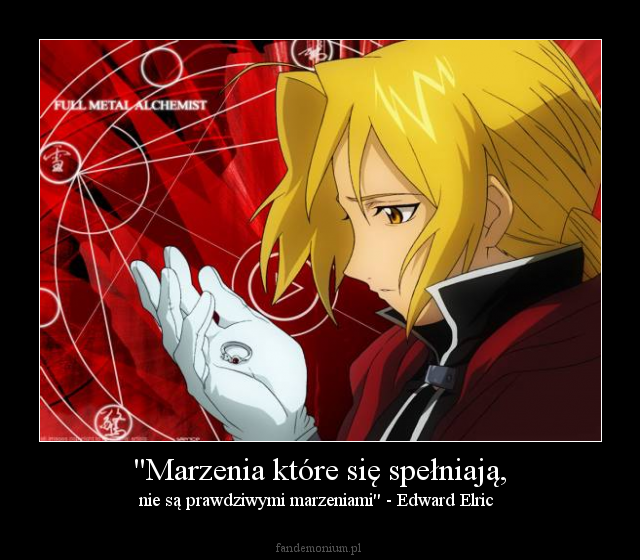 FULL METAL ALCHEMIST
"Marzenia które się spełniają,
nie są prawdziwymi marzeniami" - Edward Elric
fandemonium.pl